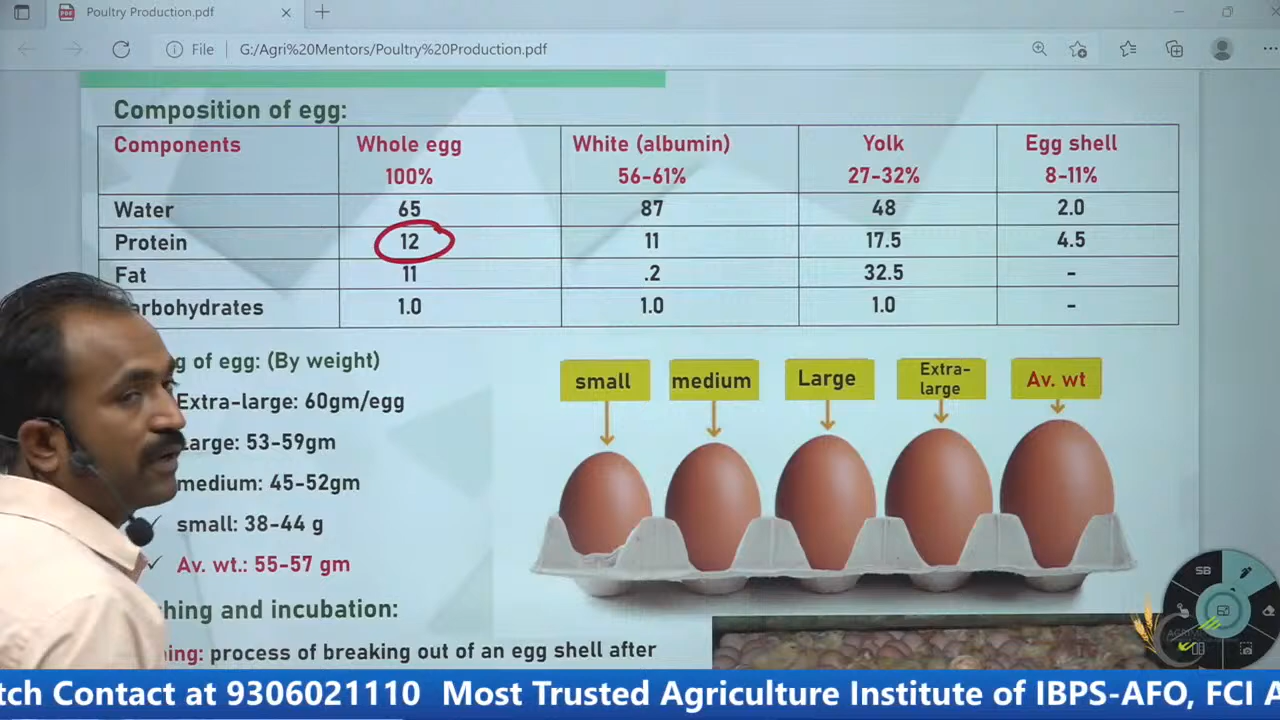 Poultry Production.pdf
File G:/Agri%20Mentors/Poultry%20Production.pdf
Composition of egg:
Components Whole egg 100% White (albumin) 56-61% Yolk 27-32% Egg shell 8-11%
Water 65 87 48 2.0
Protein 12 11 17.5 4.5
Fat 11 .2 32.5 -
arbohydrates 1.0 1.0 1.0 -
g of egg: (By weight)
Extra-large: 60gm/egg
Large: 53-59gm
medium: 45-52gm
small: 38-44 g
Av. wt.: 55-57 gm
small
medium
Large
Extra-
large
Av. wt
hing and incubation:
ing: process of breaking out of an egg shell after
SB
tch Contact at 9306021110 Most Trusted Agriculture Institute of IBPS-AFO, FCI A